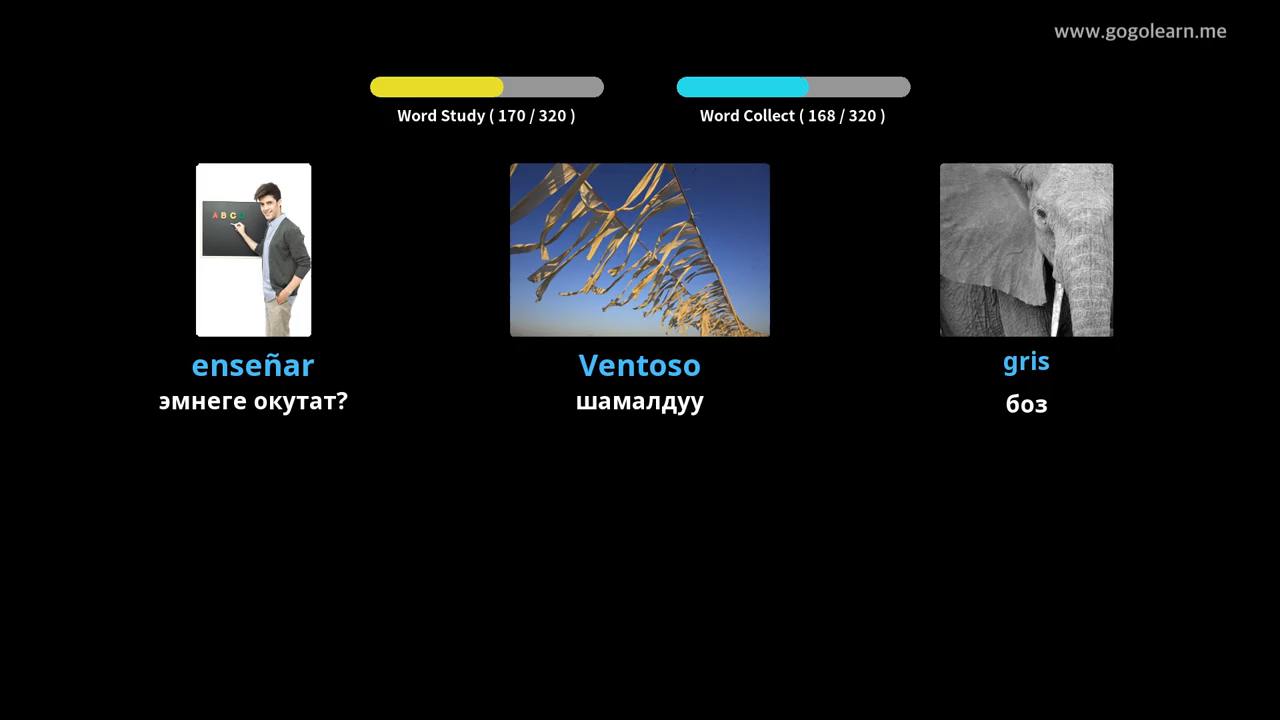 www.gogolearn.me
Word Study ( 170 / 320 )
Word Collect ( 168 / 320 )
A B C D
enseñar
Ventoso
gris
эмнеге окутат?
шамалдуу
боз